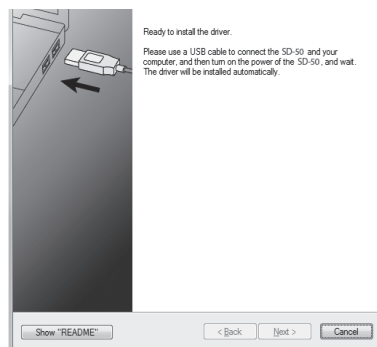 Ready to install the driver.
Please use a USB cable to connect the SD-50 and your
computer, and then turn on the power of the SD-50, and wait.
The driver will be installed automatically.
Show "README"
< Back
Next >
Cancel